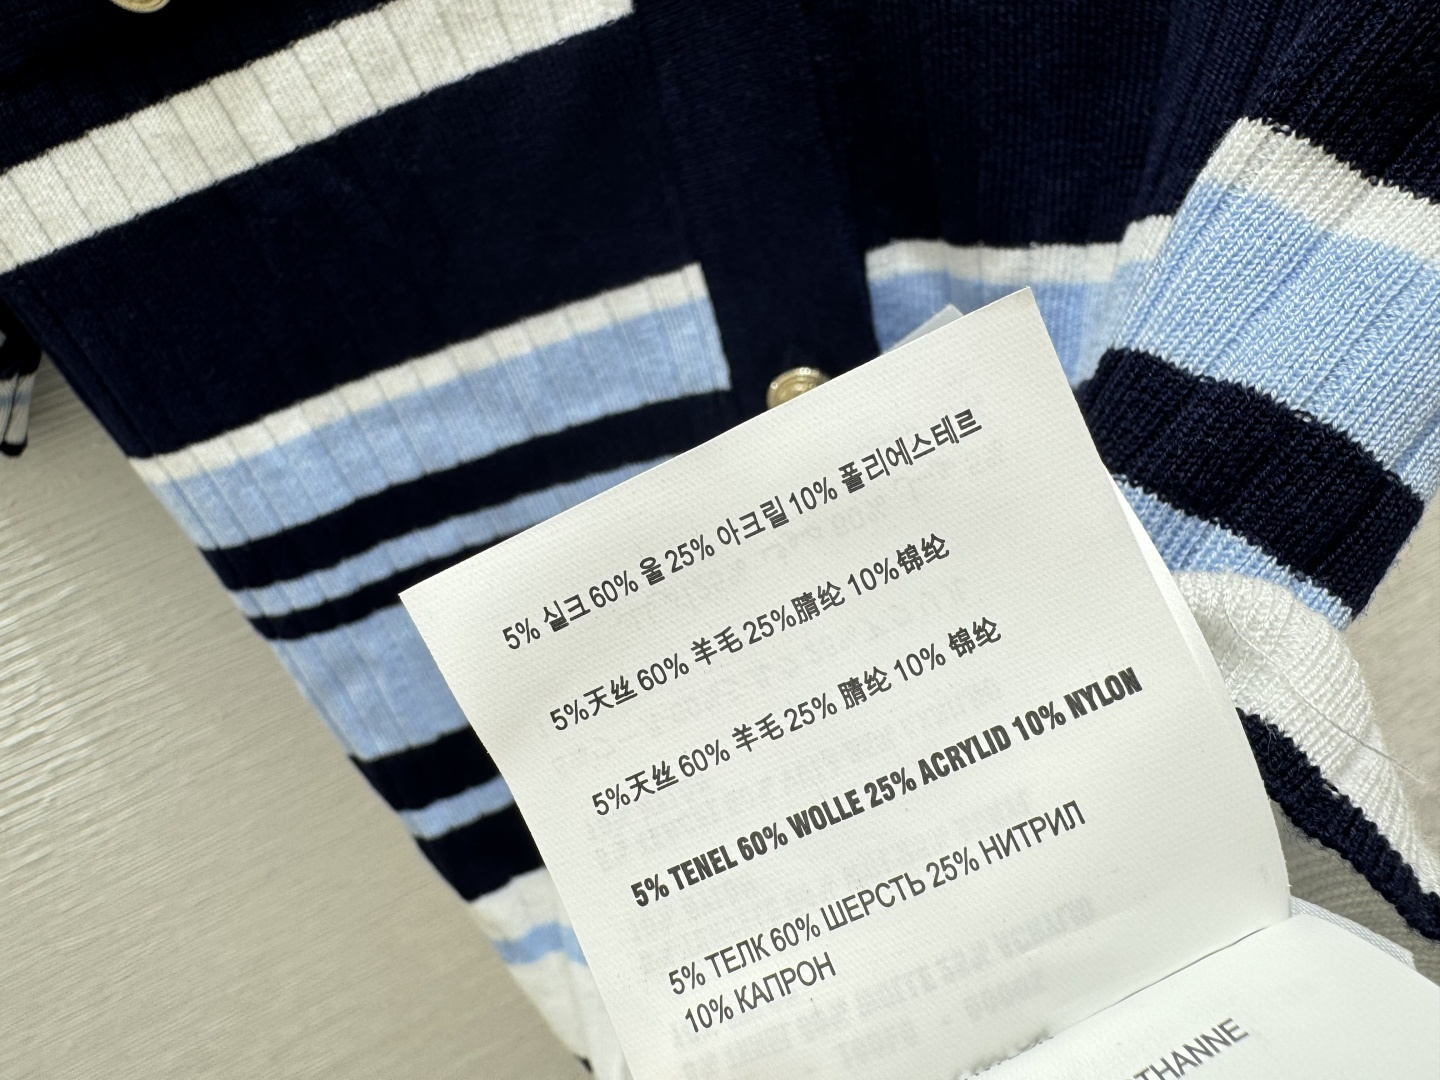 5% 실크 60% 울 25% 아크릴 10% 폴리에스테르
5%天丝 60% 羊毛 25%腈纶 10%锦纶
5%天丝 60% 羊毛 25% 腈纶 10% 锦纶
5% TENEL 60% WOLLE 25% ACRYLID 10% NYLON
5% ТЕЛК 60% ШЕРСТЬ 25% НИТРИЛ
10% КАПРОН